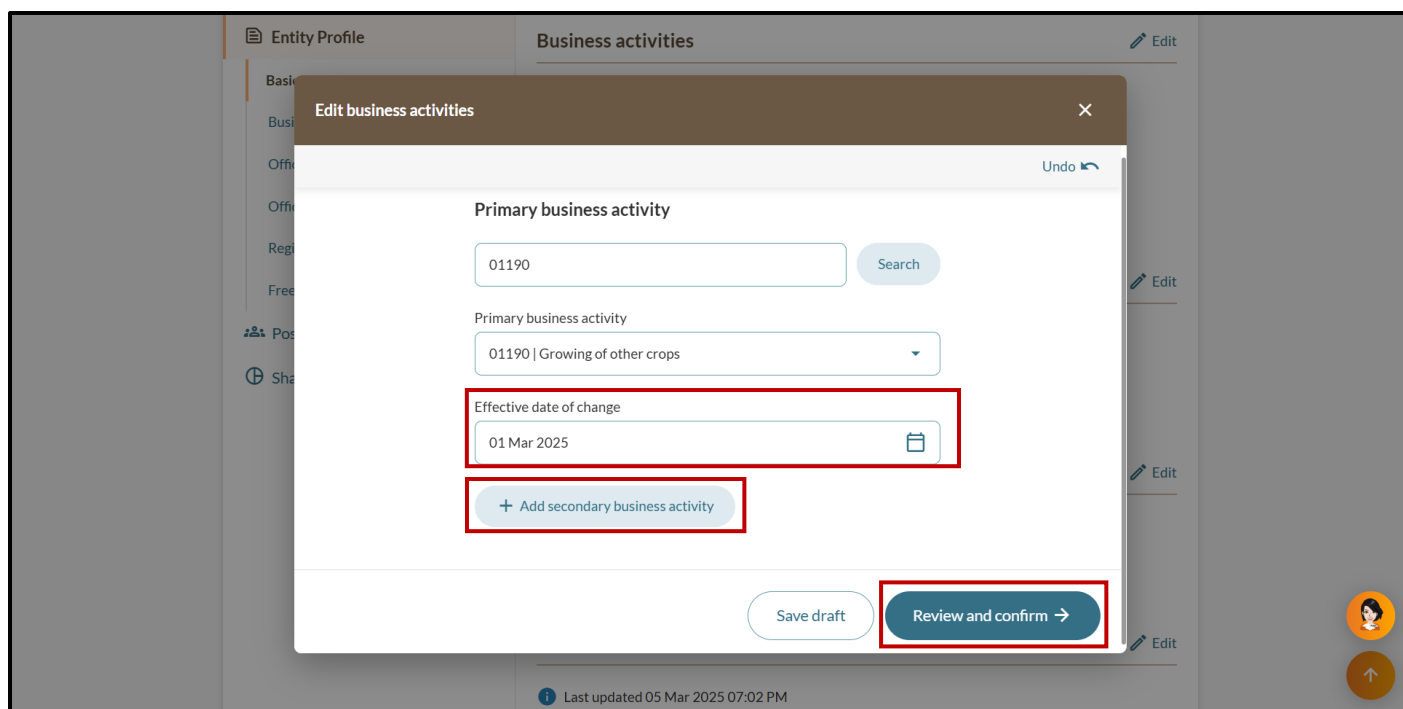 Entity Profile
Business activities
Edit
Basi
Edit business activities
Busi
Undo
Offi
Primary business activity
Offi
Regi
01190
Search
Edit
Free
Primary business activity
Pos
01190 | Growing of other crops
Sha
Effective date of change
01 Mar 2025
Edit
+ Add secondary business activity
Save draft
Review and confirm →
Edit
Last updated 05 Mar 2025 07:02 PM